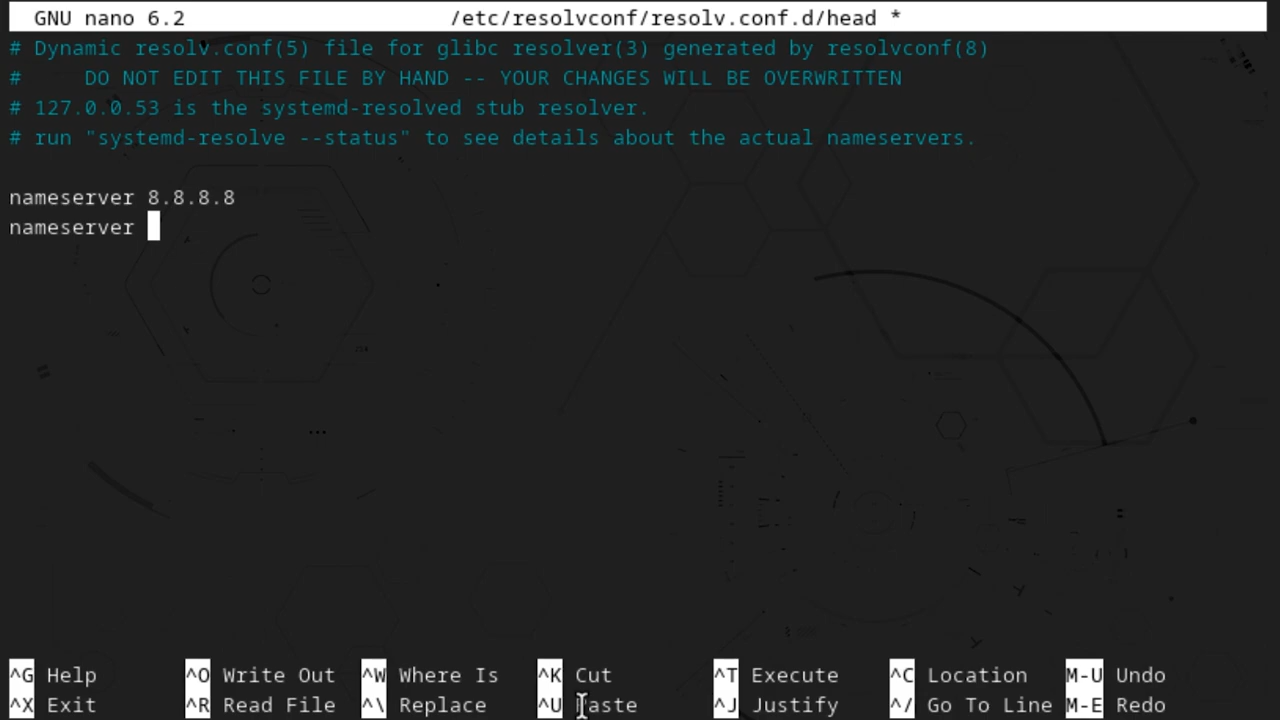 GNU nano 6.2 /etc/resolvconf/resolv.conf.d/head *
# Dynamic resolv.conf(5) file for glibc resolver(3) generated by resolvconf(8)
#     DO NOT EDIT THIS FILE BY HAND -- YOUR CHANGES WILL BE OVERWRITTEN
# 127.0.0.53 is the systemd-resolved stub resolver.
# run "systemd-resolve --status" to see details about the actual nameservers.
nameserver 8.8.8.8
nameserver
^G Help ^O Write Out ^W Where Is ^K Cut ^T Execute ^C Location M-U Undo
^X Exit ^R Read File ^\ Replace ^U Paste ^J Justify ^/ Go To Line M-E Redo